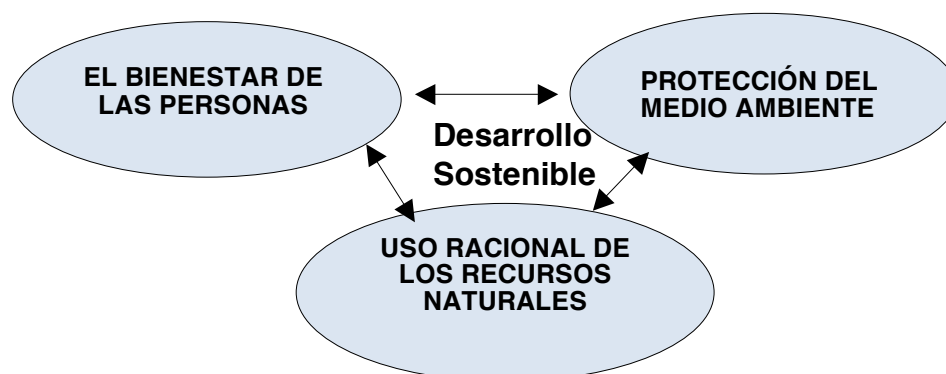 EL BIENESTAR DE
LAS PERSONAS
PROTECCIÓN DEL
MEDIO AMBIENTE
Desarrollo
Sostenible
USO RACIONAL DE
LOS RECURSOS
NATURALES